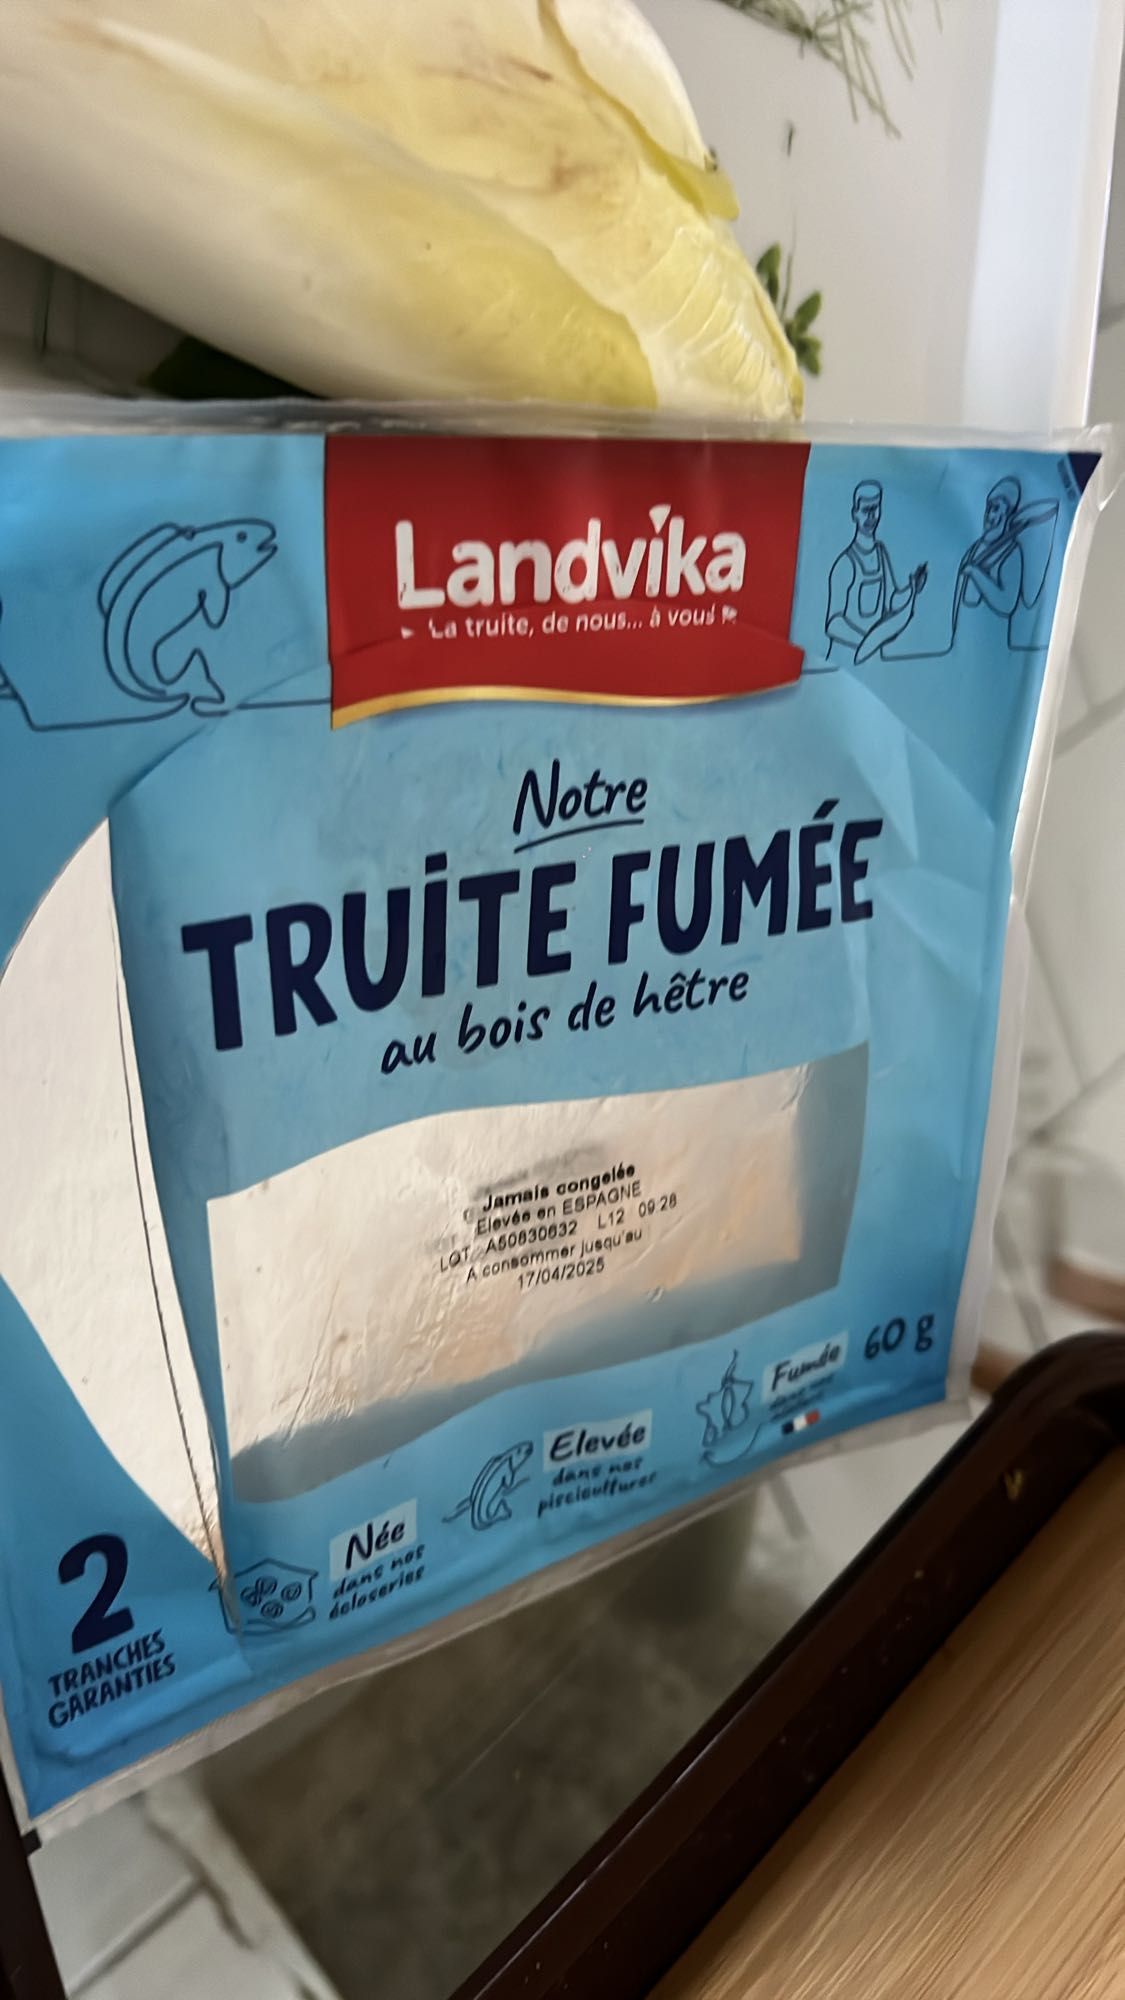 Landvika
La truite, de nous... à vous!
Notre
TRUiTE FUMÉE
au bois de hêtre
Jamais congelée
Elevée en ESPAGNE
LOT A50830632 L12 09:28
A consommer jusqu'au
17/04/2025
60 g
Fumée
Elevée
dans nos
piscicultures
Née
dans nos
écloseries
2
TRANCHES
GARANTIES